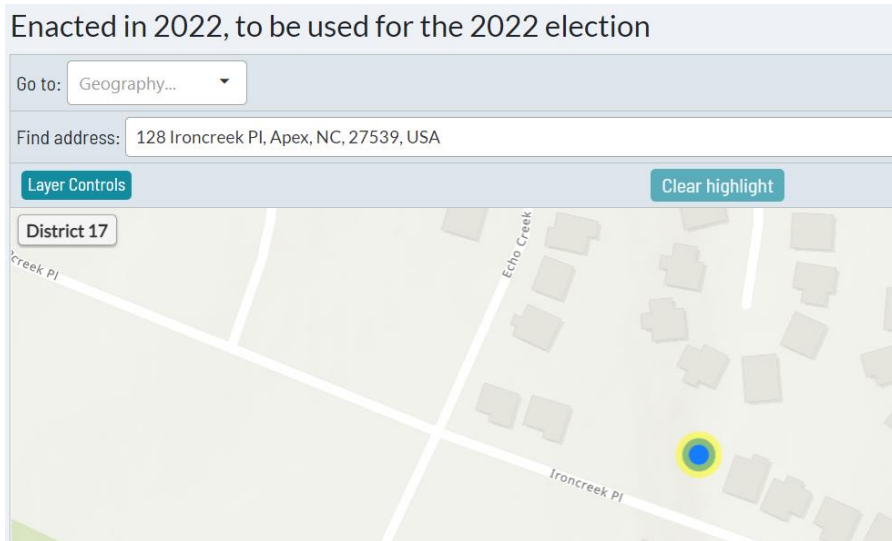 Enacted in 2022, to be used for the 2022 election
Go to: Geography...
Find address: 128 Ironcreek Pl, Apex, NC, 27539, USA
Layer Controls Clear highlight
District 17
creek Pl
Echo Creek
Ironcreek Pl